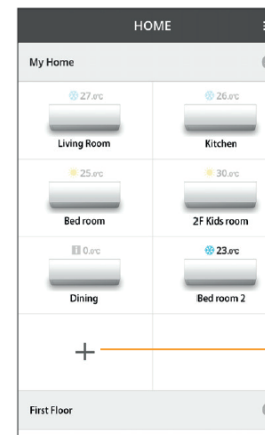 HOME
My Home
27.0°C 26.0°C
Living Room Kitchen
25.0°C 30.0°C
Bed room 2F Kids room
0.0°C 23.0°C
Dining Bed room 2
First Floor